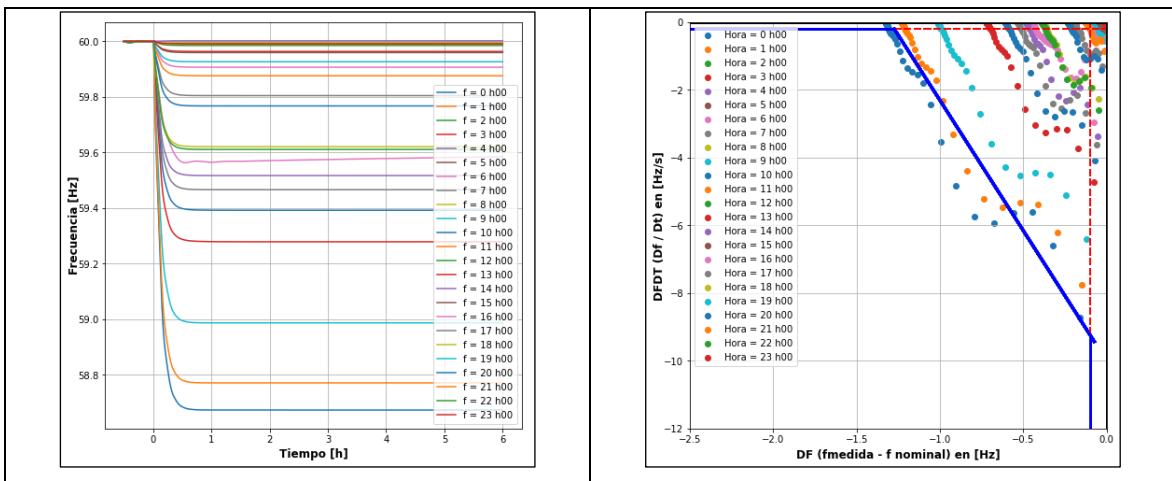 60.0
59.8
59.6
59.4
59.2
59.0
58.8
Frecuencia [Hz]
0
1
2
3
4
5
6
Tiempo [h]
f = 0 h00
f = 1 h00
f = 2 h00
f = 3 h00
f = 4 h00
f = 5 h00
f = 6 h00
f = 7 h00
f = 8 h00
f = 9 h00
f = 10 h00
f = 11 h00
f = 12 h00
f = 13 h00
f = 14 h00
f = 15 h00
f = 16 h00
f = 17 h00
f = 18 h00
f = 19 h00
f = 20 h00
f = 21 h00
f = 22 h00
f = 23 h00
0
−2
−4
−6
−8
−10
−12
DFDT (Df / Dt) en [Hz/s]
Hora = 0 h00
Hora = 1 h00
Hora = 2 h00
Hora = 3 h00
Hora = 4 h00
Hora = 5 h00
Hora = 6 h00
Hora = 7 h00
Hora = 8 h00
Hora = 9 h00
Hora = 10 h00
Hora = 11 h00
Hora = 12 h00
Hora = 13 h00
Hora = 14 h00
Hora = 15 h00
Hora = 16 h00
Hora = 17 h00
Hora = 18 h00
Hora = 19 h00
Hora = 20 h00
Hora = 21 h00
Hora = 22 h00
Hora = 23 h00
−2.5
−2.0
−1.5
−1.0
−0.5
0.0
DF (fmedida - f nominal) en [Hz]